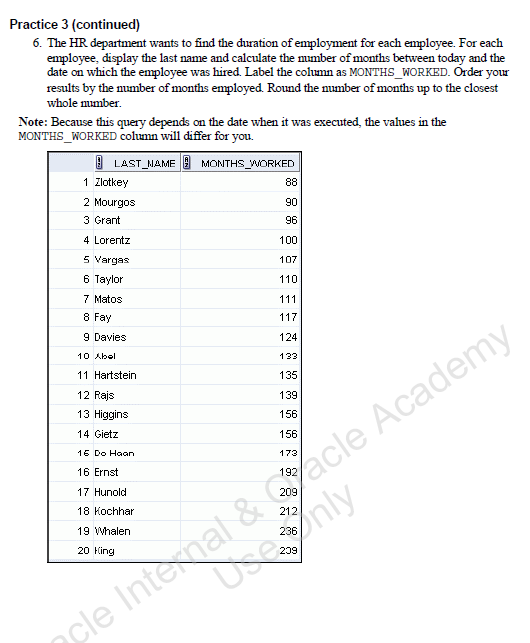 Practice 3 (continued)
6. The HR department wants to find the duration of employment for each employee. For each
employee, display the last name and calculate the number of months between today and the
date on which the employee was hired. Label the column as MONTHS_WORKED. Order your
results by the number of months employed. Round the number of months up to the closest
whole number.
Note: Because this query depends on the date when it was executed, the values in the
MONTHS_WORKED column will differ for you.
LAST_NAME MONTHS_WORKED
1 Zlotkey 88
2 Mourgos 90
3 Grant 96
4 Lorentz 100
5 Vargas 107
6 Taylor 110
7 Matos 111
8 Fay 117
9 Davies 124
10 Abel 133
11 Hartstein 135
12 Rajs 139
13 Higgins 156
14 Gietz 156
15 De Haan 173
16 Ernst 192
17 Hunold 209
18 Kochhar 212
19 Whalen 236
20 King 239
acle Internal & Oracle Academy
Use Only